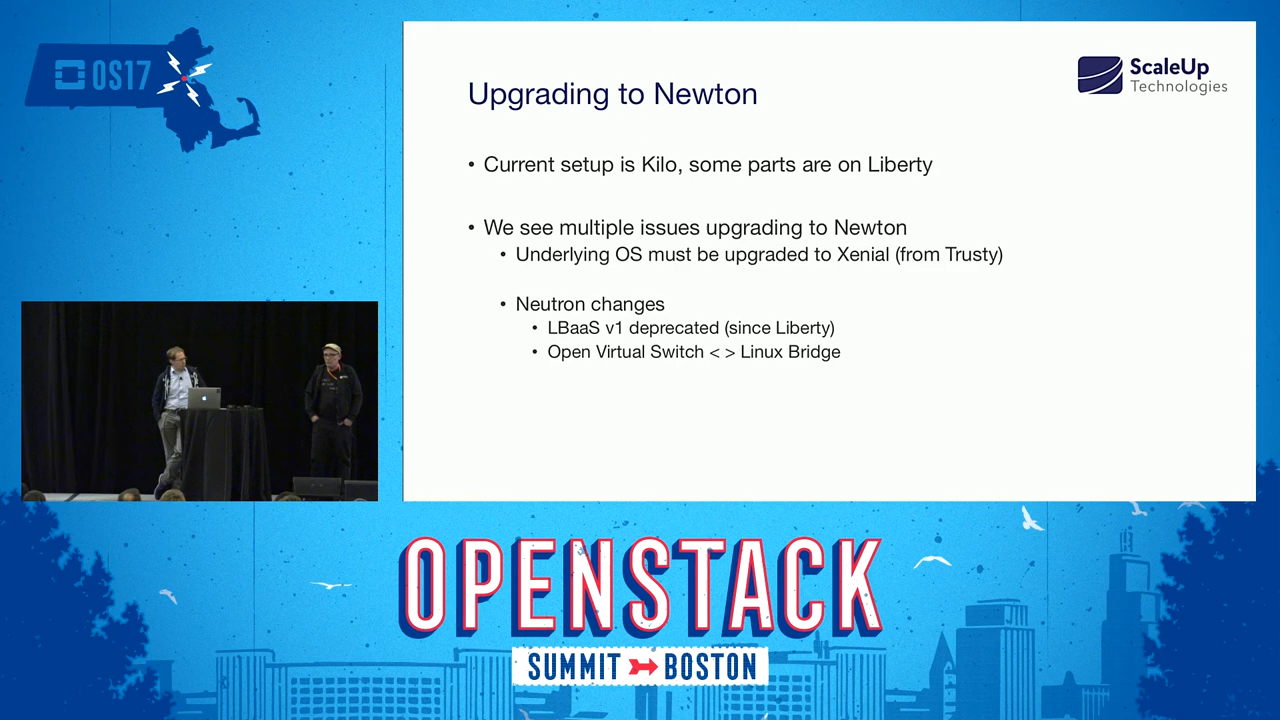 OS17
Upgrading to Newton
ScaleUp
Technologies
• Current setup is Kilo, some parts are on Liberty
• We see multiple issues upgrading to Newton
• Underlying OS must be upgraded to Xenial (from Trusty)
• Neutron changes
• LBaaS v1 deprecated (since Liberty)
• Open Virtual Switch < > Linux Bridge
OPENSTACK
SUMMIT BOSTON